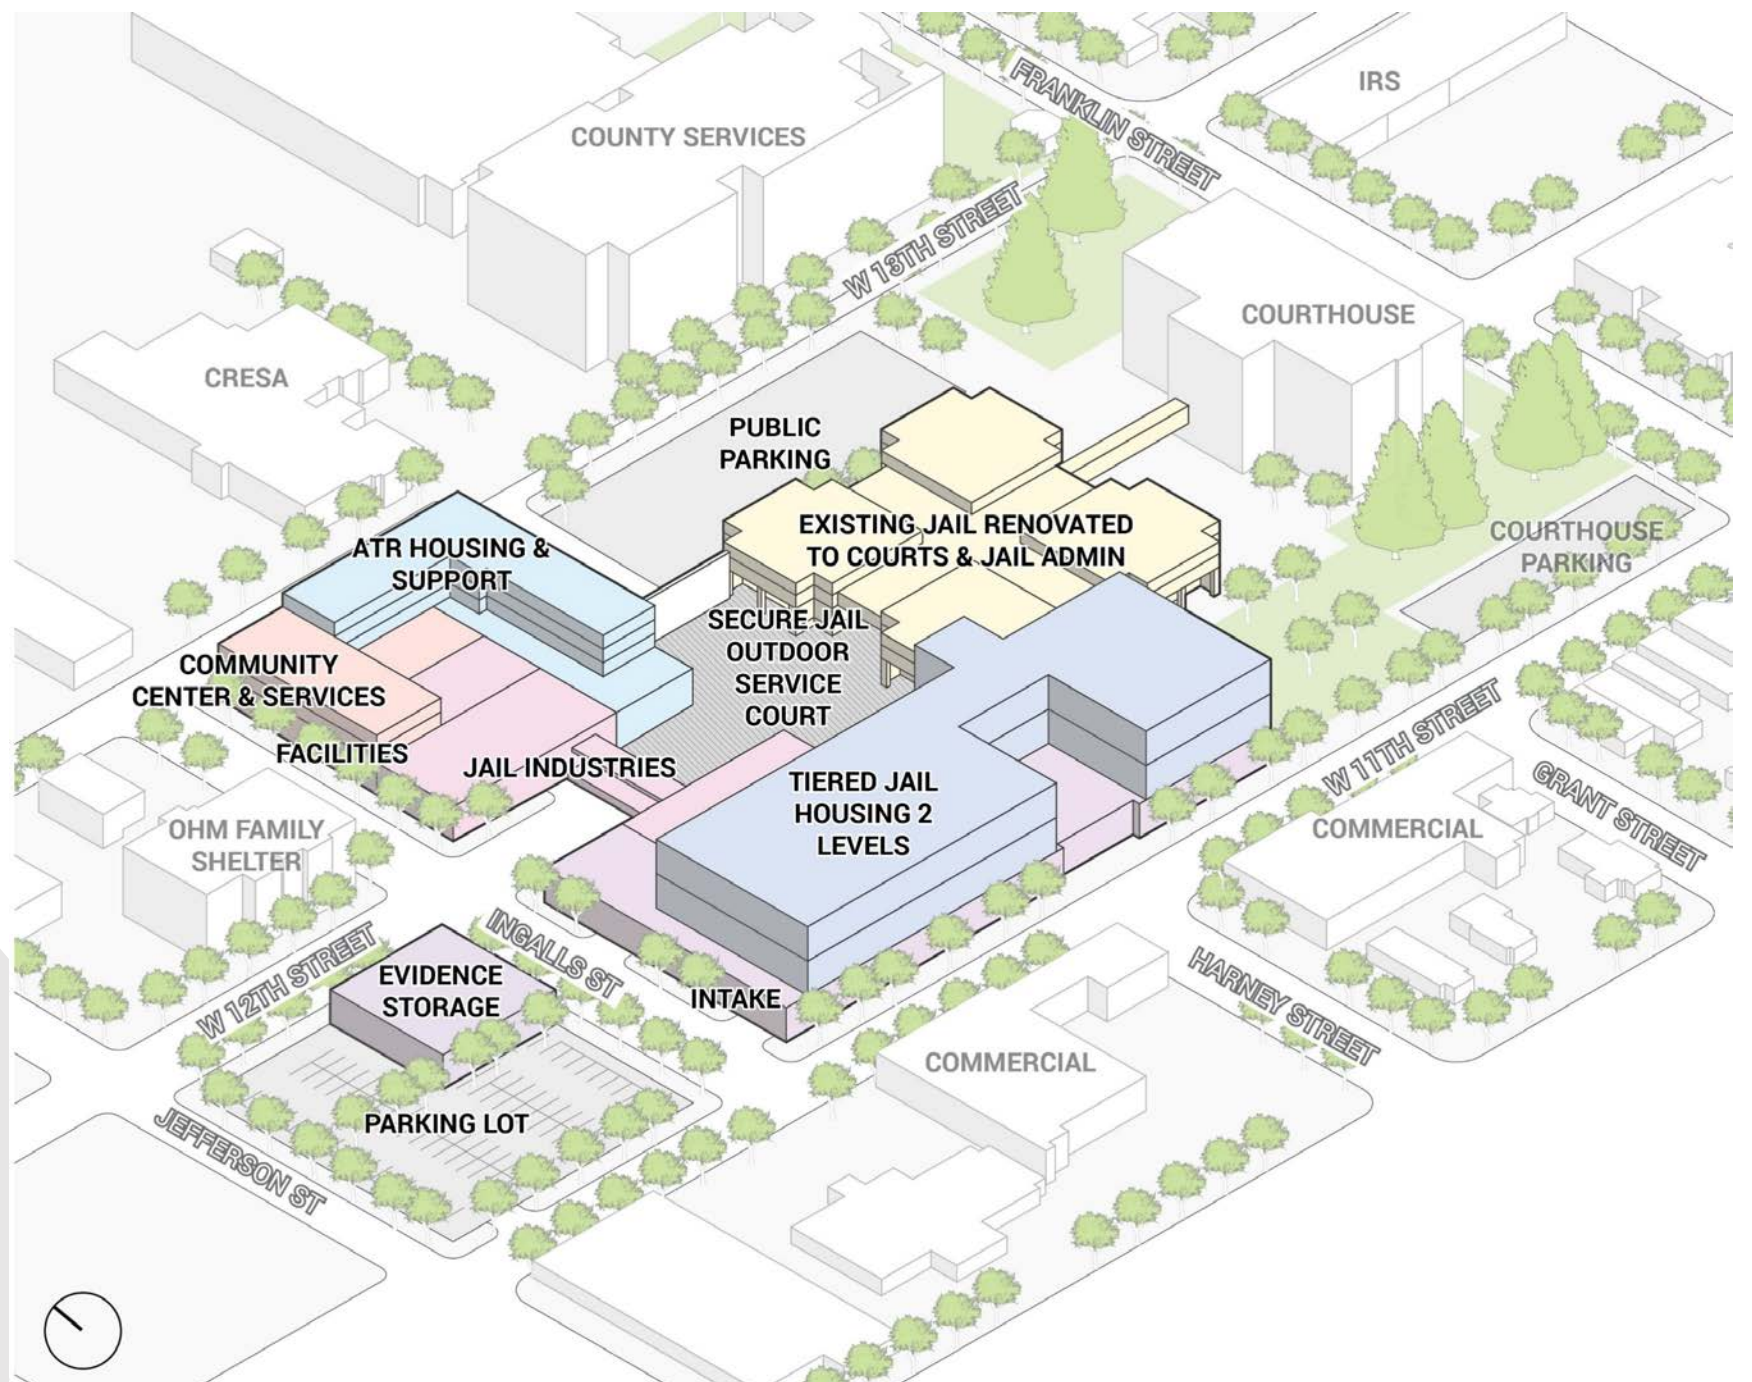 FRANKLIN STREET
IRS
COUNTY SERVICES
W 13TH STREET
COURTHOUSE
CRESA
PUBLIC
PARKING
EXISTING JAIL RENOVATED
TO COURTS & JAIL ADMIN
COURTHOUSE
PARKING
ATR HOUSING &
SUPPORT
SECURE JAIL
OUTDOOR
SERVICE
COURT
COMMUNITY
CENTER & SERVICES
FACILITIES
JAIL INDUSTRIES
TIERED JAIL
HOUSING 2
LEVELS
W 11TH STREET
GRANT STREET
COMMERCIAL
OHM FAMILY
SHELTER
W 12TH STREET
INGALLS ST
EVIDENCE
STORAGE
INTAKE
HARNEY STREET
COMMERCIAL
PARKING LOT
JEFFERSON ST